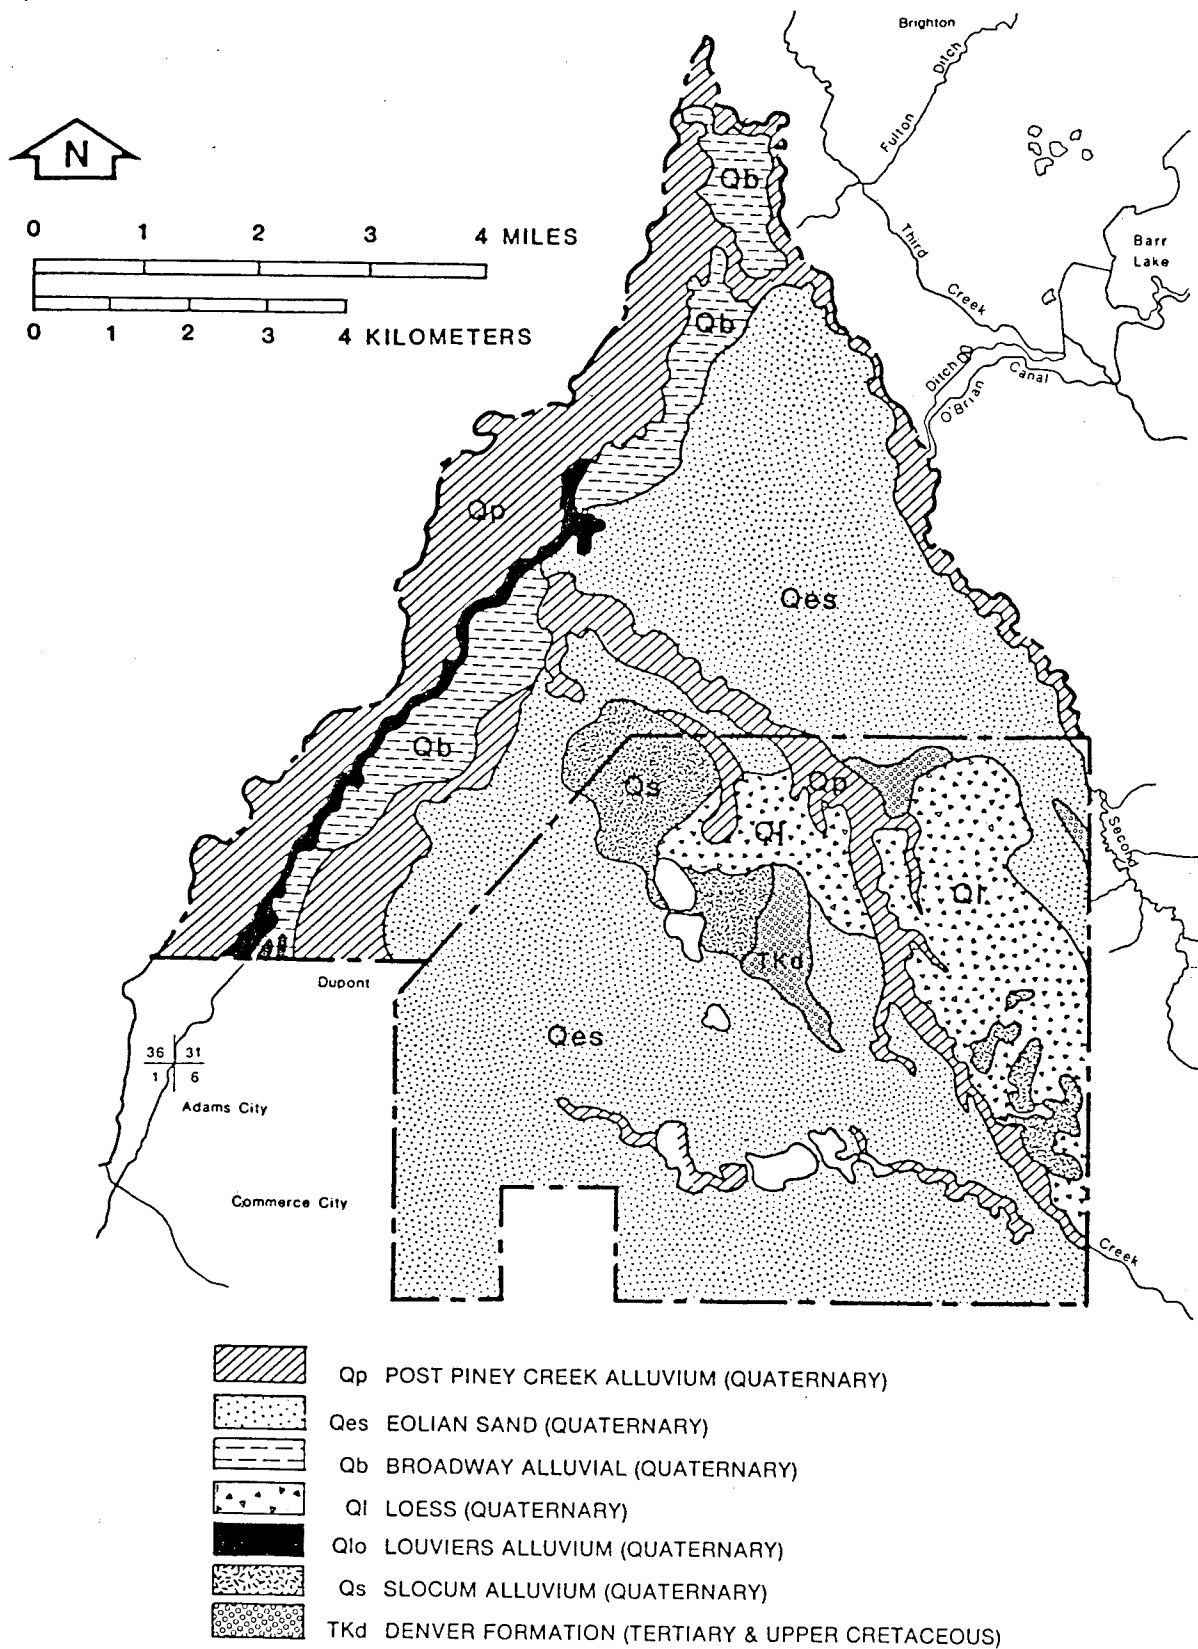 Brighton
Fulton Ditch
N
0 1 2 3 4 MILES
0 1 2 3 4 KILOMETERS
Third Creek
Barr
Lake
Ditch
O'Brian Canal
Qb
Qb
Qp
Qes
Qb
Qs
Qp
Ql
Ql
Second
TKd
Dupont
Qes
36 31
1 6
Adams City
Commerce City
Creek
Qp POST PINEY CREEK ALLUVIUM (QUATERNARY)
Qes EOLIAN SAND (QUATERNARY)
Qb BROADWAY ALLUVIAL (QUATERNARY)
Ql LOESS (QUATERNARY)
Qlo LOUVIERS ALLUVIUM (QUATERNARY)
Qs SLOCUM ALLUVIUM (QUATERNARY)
TKd DENVER FORMATION (TERTIARY & UPPER CRETACEOUS)